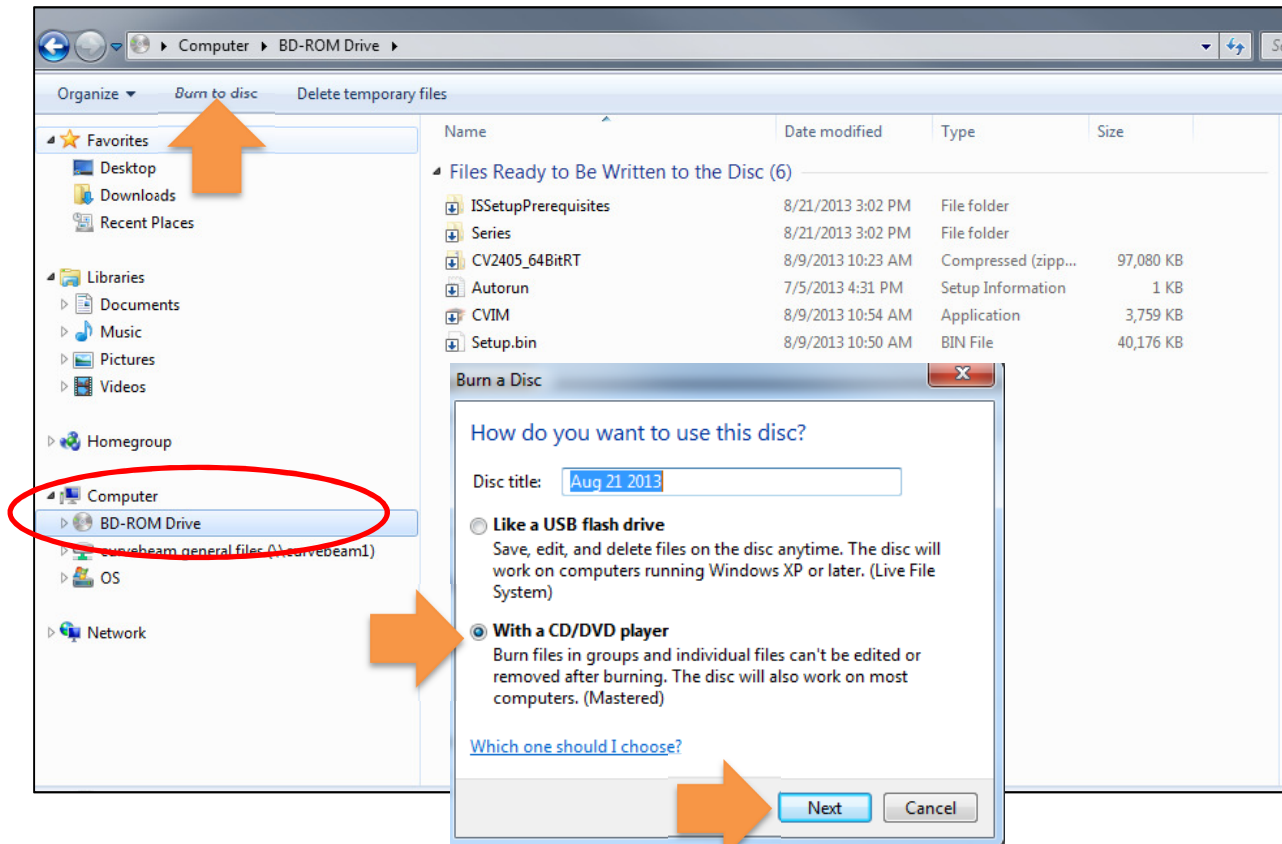 Computer ▸ BD-ROM Drive ▸
Organize Burn to disc Delete temporary files
Name Date modified Type Size
Favorites
Desktop
Downloads
Recent Places
Libraries
Documents
Music
Pictures
Videos
Homegroup
Computer
BD-ROM Drive
curvebeam general files (\\curvebeam1)
OS
Network
Files Ready to Be Written to the Disc (6)
ISSetupPrerequisites 8/21/2013 3:02 PM File folder
Series 8/21/2013 3:02 PM File folder
CV2405_64BitRT 8/9/2013 10:23 AM Compressed (zipp... 97,080 KB
Autorun 7/5/2013 4:31 PM Setup Information 1 KB
CVIM 8/9/2013 10:54 AM Application 3,759 KB
Setup.bin 8/9/2013 10:50 AM BIN File 40,176 KB
Burn a Disc
How do you want to use this disc?
Disc title: Aug 21 2013
Like a USB flash drive
Save, edit, and delete files on the disc anytime. The disc will
work on computers running Windows XP or later. (Live File
System)
With a CD/DVD player
Burn files in groups and individual files can't be edited or
removed after burning. The disc will also work on most
computers. (Mastered)
Which one should I choose?
Next Cancel